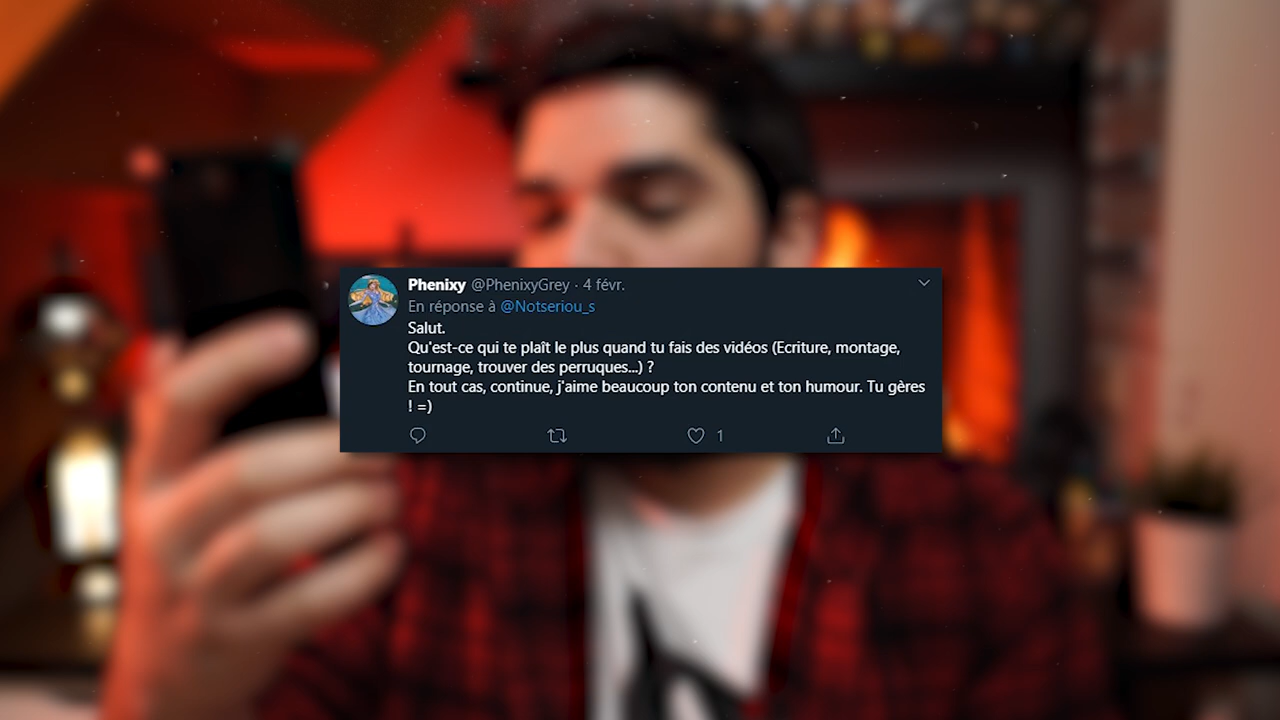 Phenixy @PhenixyGrey · 4 févr.
En réponse à @Notseriou_s
Salut.
Qu'est-ce qui te plaît le plus quand tu fais des vidéos (Ecriture, montage,
tournage, trouver des perruques...) ?
En tout cas, continue, j'aime beaucoup ton contenu et ton humour. Tu gères
! =)
1